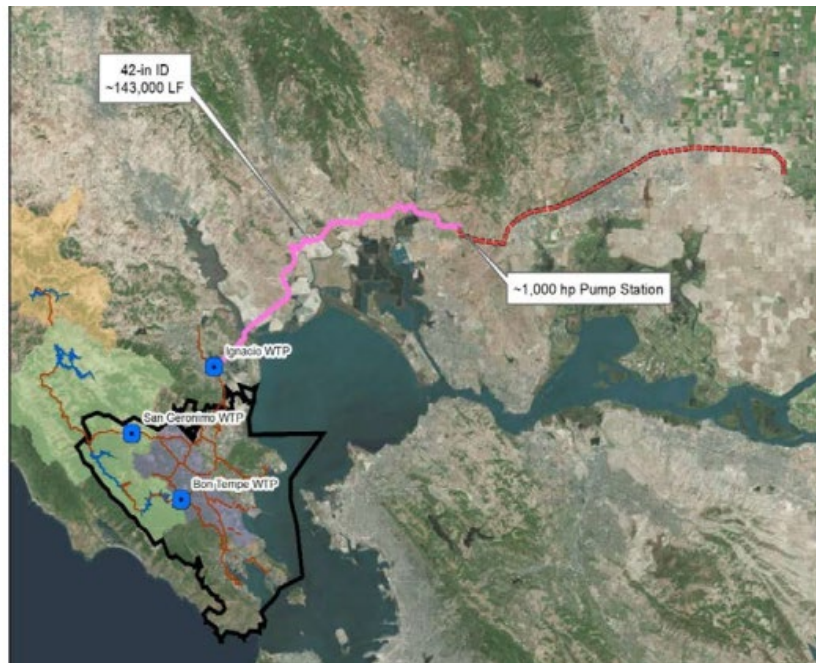 42-in ID
~143,000 LF
~1,000 hp Pump Station
Ignacio WTP
San Geronimo WTP
Bon Tempe WTP